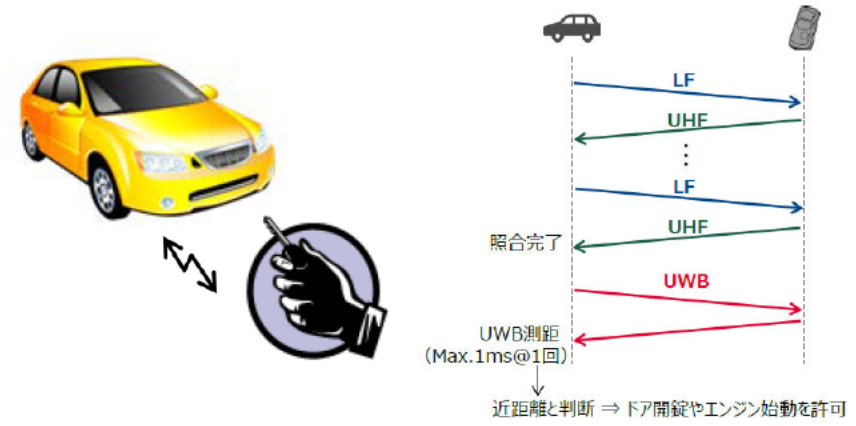 LF
UHF
⋮
LF
UHF
照合完了
UWB
UWB測距
（Max.1ms@1回）
近距離と判断 ⇒ ドア開錠やエンジン始動を許可